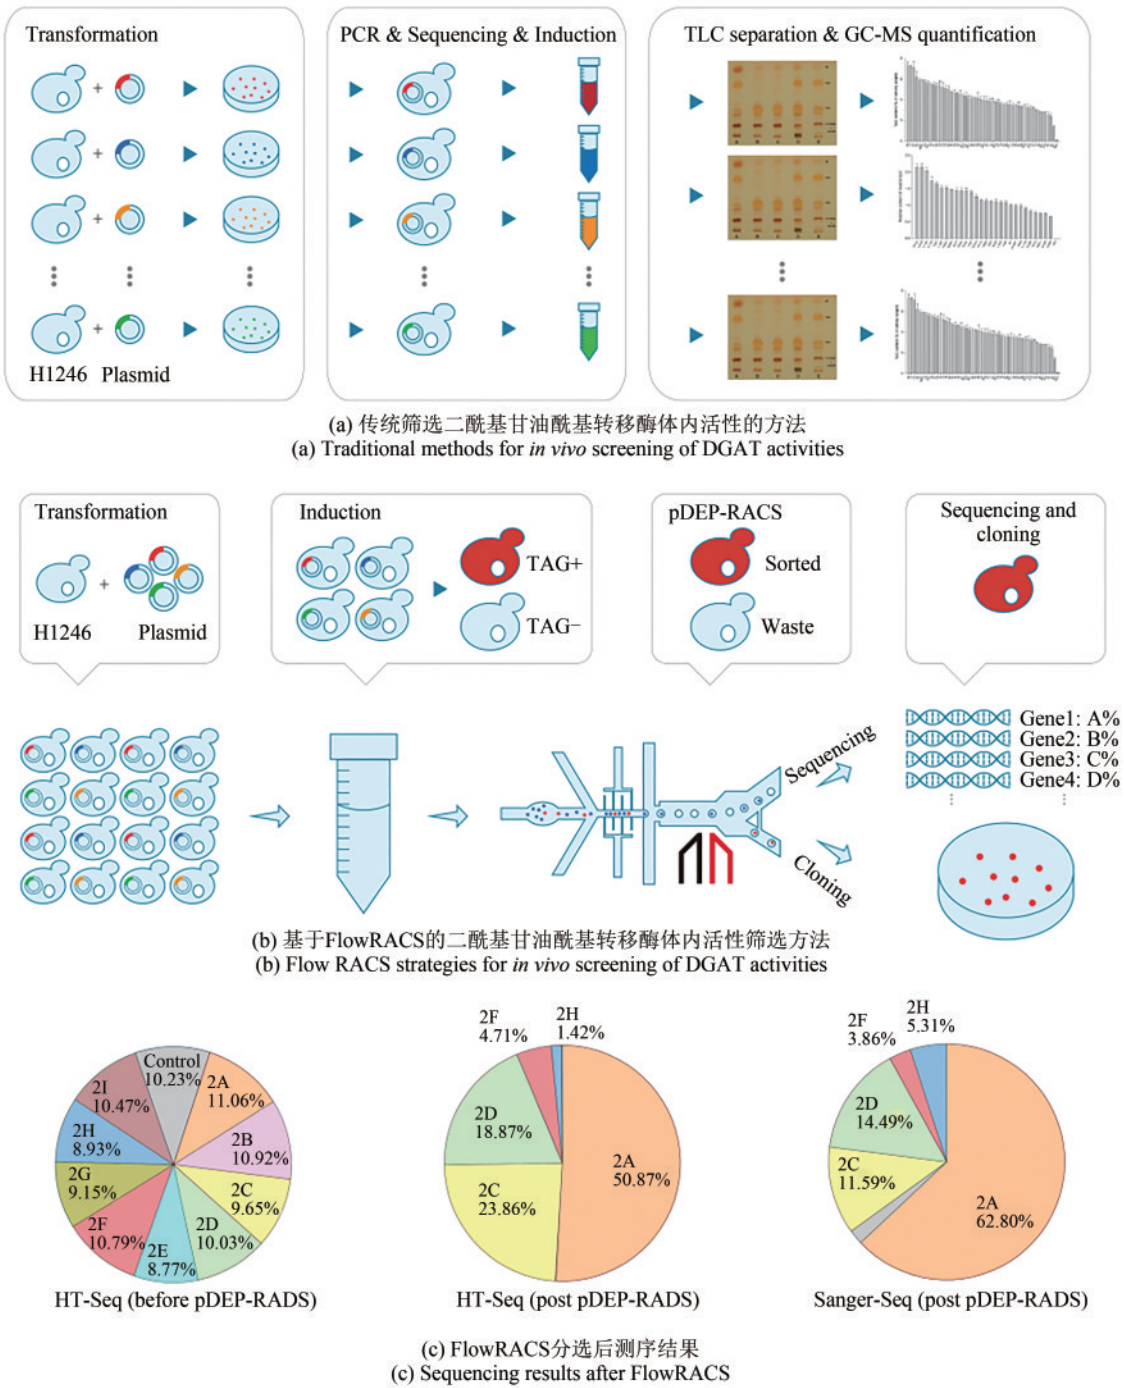 Transformation
PCR & Sequencing & Induction
TLC separation & GC-MS quantification
H1246 Plasmid
(a) 传统筛选二酰基甘油酰基转移酶体内活性的方法
(a) Traditional methods for in vivo screening of DGAT activities
Transformation
H1246
Plasmid
Induction
TAG+
TAG−
pDEP-RACS
Sorted
Waste
Sequencing and
cloning
Sequencing
Cloning
Gene1: A%
Gene2: B%
Gene3: C%
Gene4: D%
(b) 基于FlowRACS的二酰基甘油酰基转移酶体内活性筛选方法
(b) Flow RACS strategies for in vivo screening of DGAT activities
Control
10.23%
2A
11.06%
2B
10.92%
2C
9.65%
2D
10.03%
2E
8.77%
2F
10.79%
2G
9.15%
2H
8.93%
2I
10.47%
HT-Seq (before pDEP-RADS)
2F
4.71%
2H
1.42%
2D
18.87%
2C
23.86%
2A
50.87%
HT-Seq (post pDEP-RADS)
2F
3.86%
2H
5.31%
2D
14.49%
2C
11.59%
2A
62.80%
Sanger-Seq (post pDEP-RADS)
(c) FlowRACS分选后测序结果
(c) Sequencing results after FlowRACS